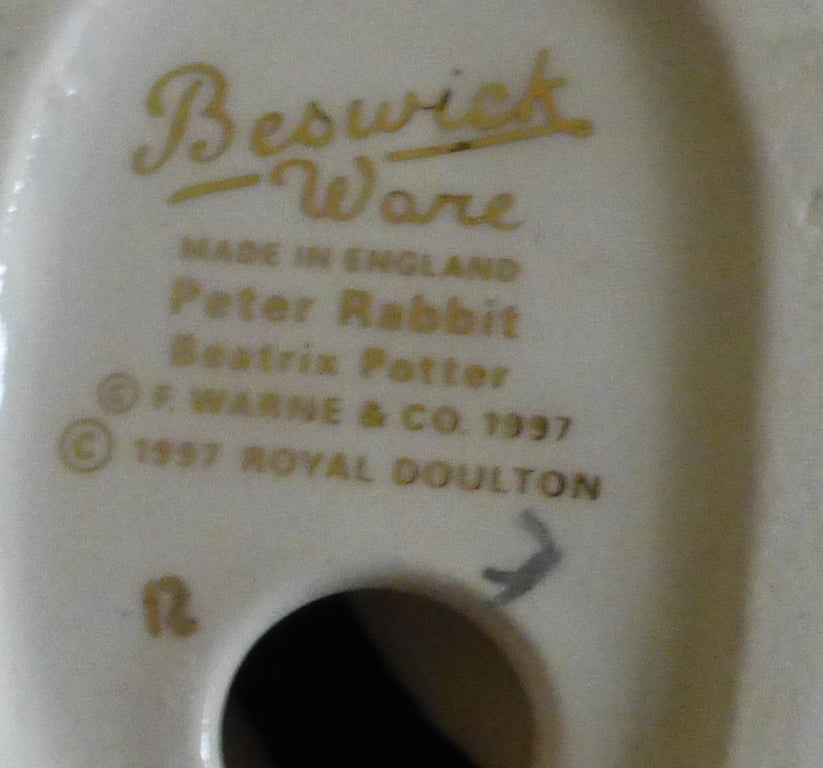 Beswick
Ware
MADE IN ENGLAND
Peter Rabbit
Beatrix Potter
© F. WARNE & CO. 1997
© 1997 ROYAL DOULTON